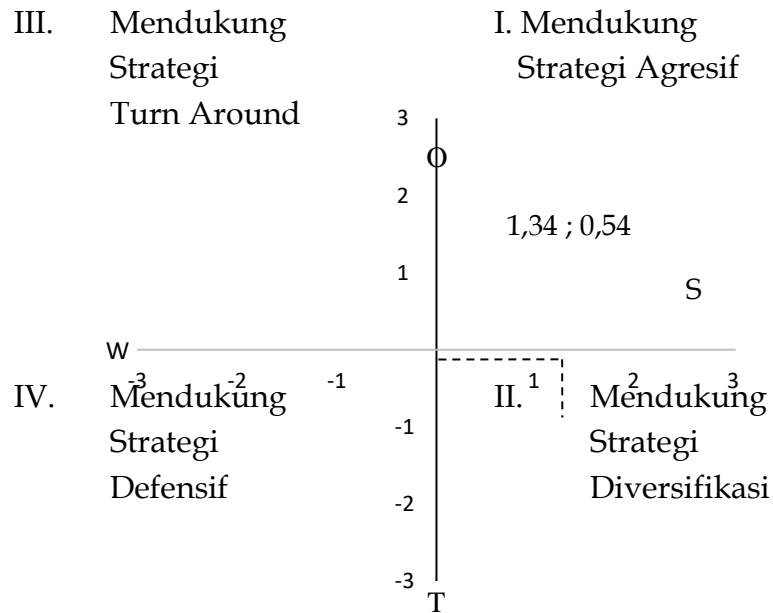 III. Mendukung
Strategi
Turn Around
I. Mendukung
Strategi Agresif
3
O
2
1,34 ; 0,54
1
S
W
-3 -2 -1 1 2 3
IV. Mendukung
Strategi
Defensif
II. Mendukung
Strategi
Diversifikasi
-1
-2
-3
T